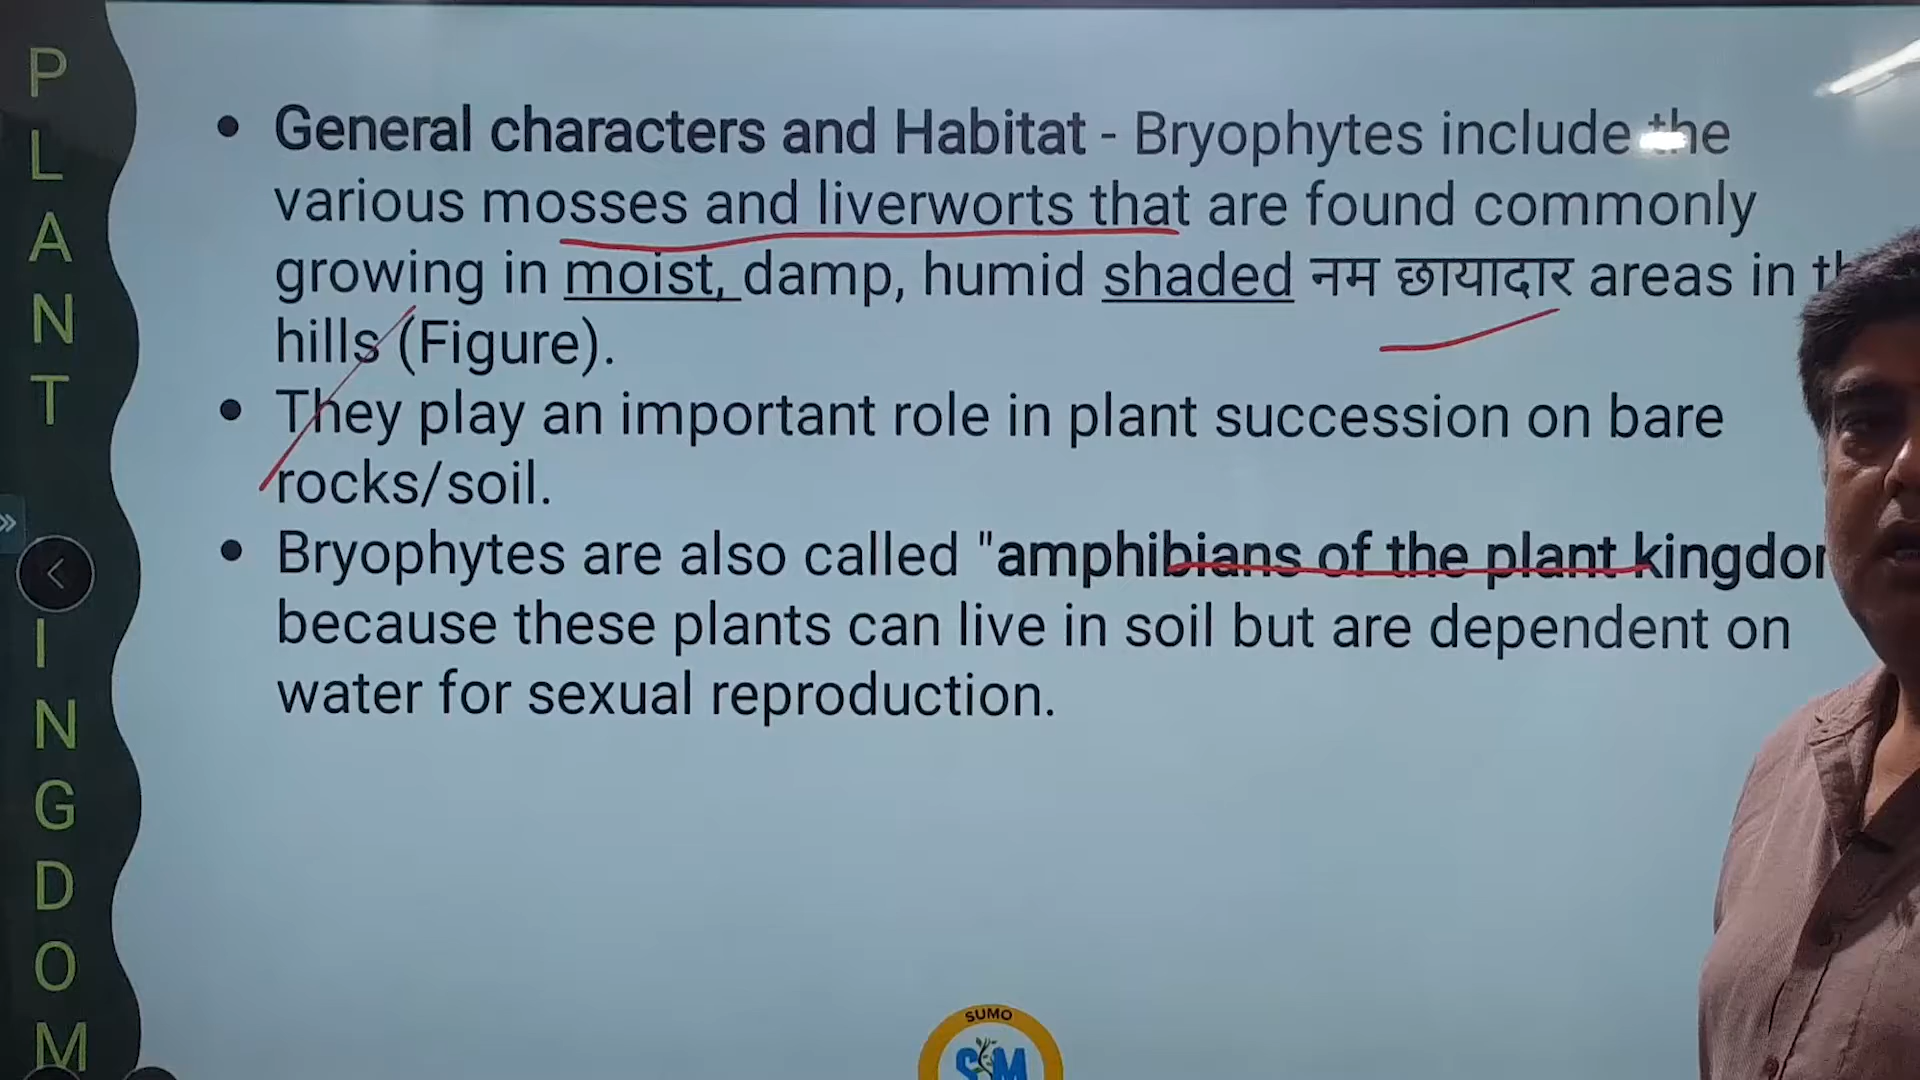 PLANT
KINGDOM
• General characters and Habitat - Bryophytes include the
various mosses and liverworts that are found commonly
growing in moist, damp, humid shaded नम छायादार areas in
hills (Figure).
• They play an important role in plant succession on bare
rocks/soil.
• Bryophytes are also called "amphibians of the plant
because these plants can live in soil but are dependent on
water for sexual reproduction.
SUMO
SM